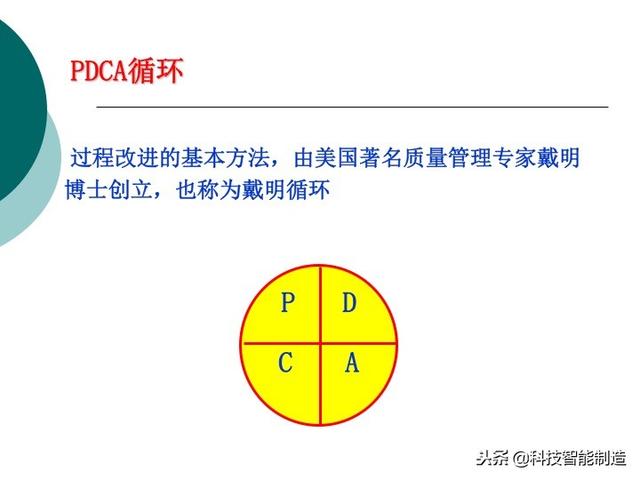 PDCA循环
过程改进的基本方法，由美国著名质量管理专家戴明
博士创立，也称为戴明循环
P D
C A
头条 @科技智能制造